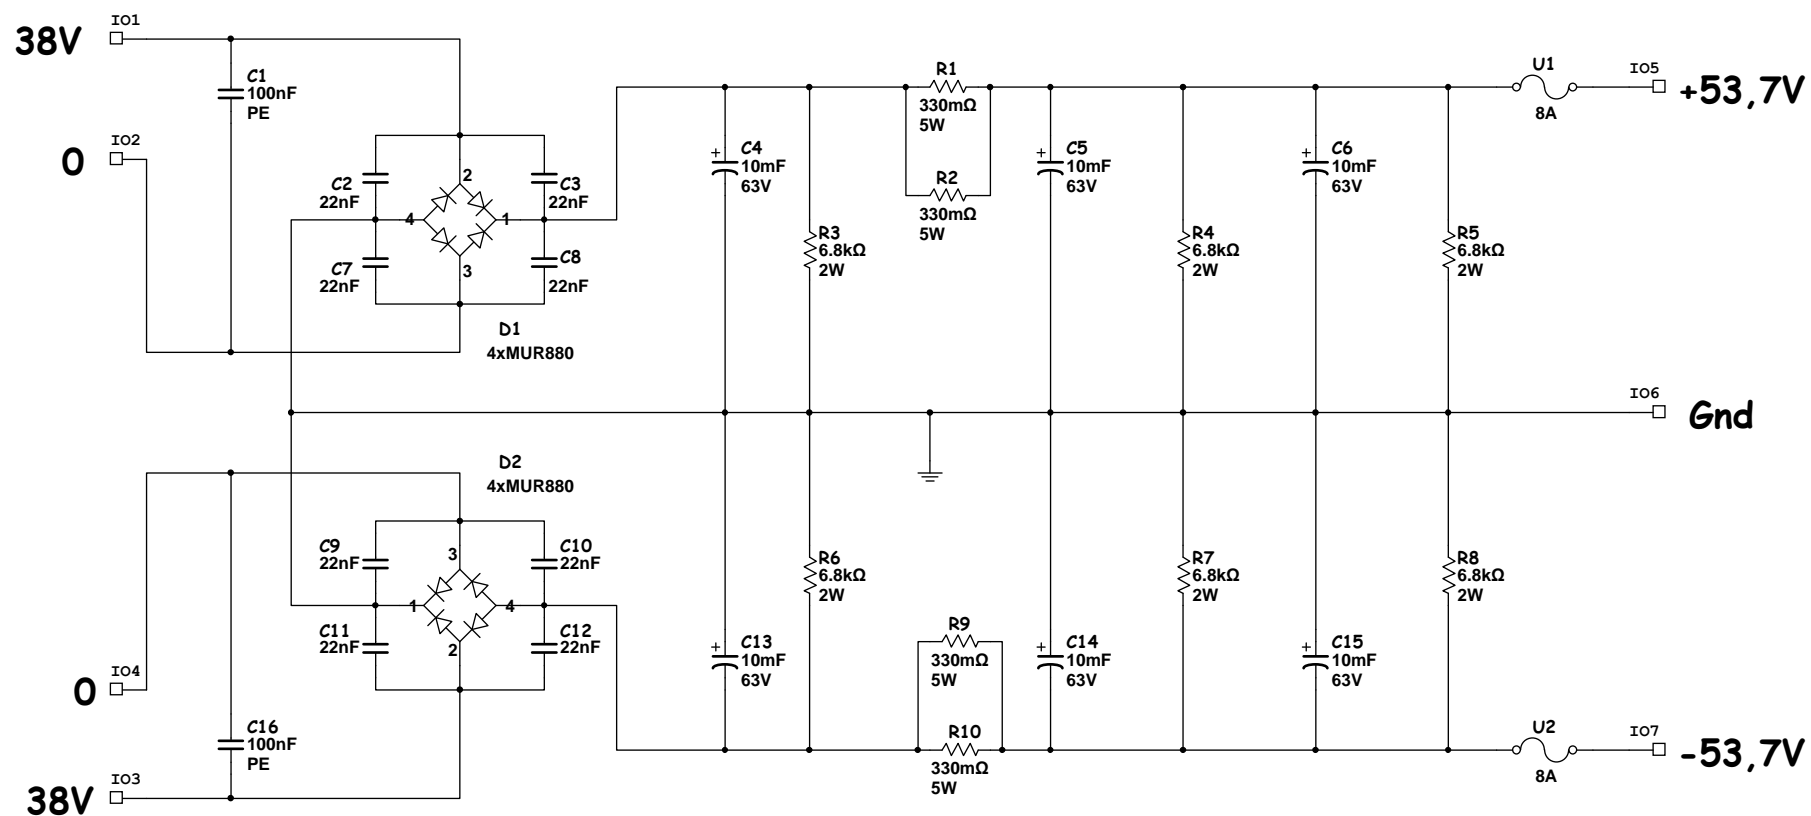 IO1
38V
C1
100nF
PE
IO2
0
C2
22nF
C3
22nF
2
4
1
3
C7
22nF
C8
22nF
D1
4xMUR880
C4
10mF
63V
R3
6.8kΩ
2W
R1
330mΩ
5W
R2
330mΩ
5W
C5
10mF
63V
R4
6.8kΩ
2W
C6
10mF
63V
R5
6.8kΩ
2W
U1
8A
IO5
+53,7V
IO6
Gnd
D2
4xMUR880
C9
22nF
C10
22nF
3
1
4
2
C11
22nF
C12
22nF
IO4
0
C16
100nF
PE
IO3
38V
R6
6.8kΩ
2W
C13
10mF
63V
R9
330mΩ
5W
R10
330mΩ
5W
C14
10mF
63V
R7
6.8kΩ
2W
C15
10mF
63V
R8
6.8kΩ
2W
U2
8A
IO7
-53,7V